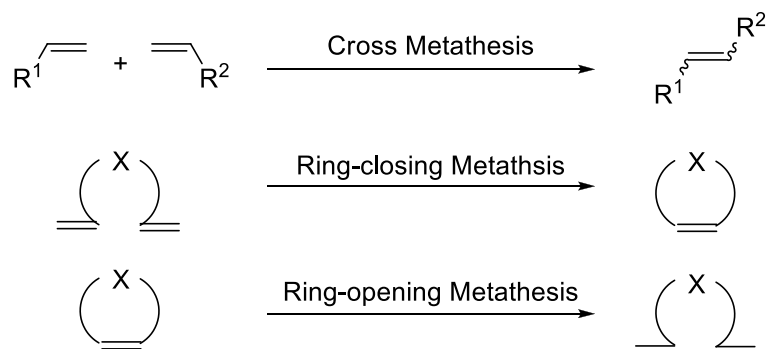 R1 + R2 Cross Metathesis R1 R2
X Ring-closing Metathsis X
X Ring-opening Metathesis X